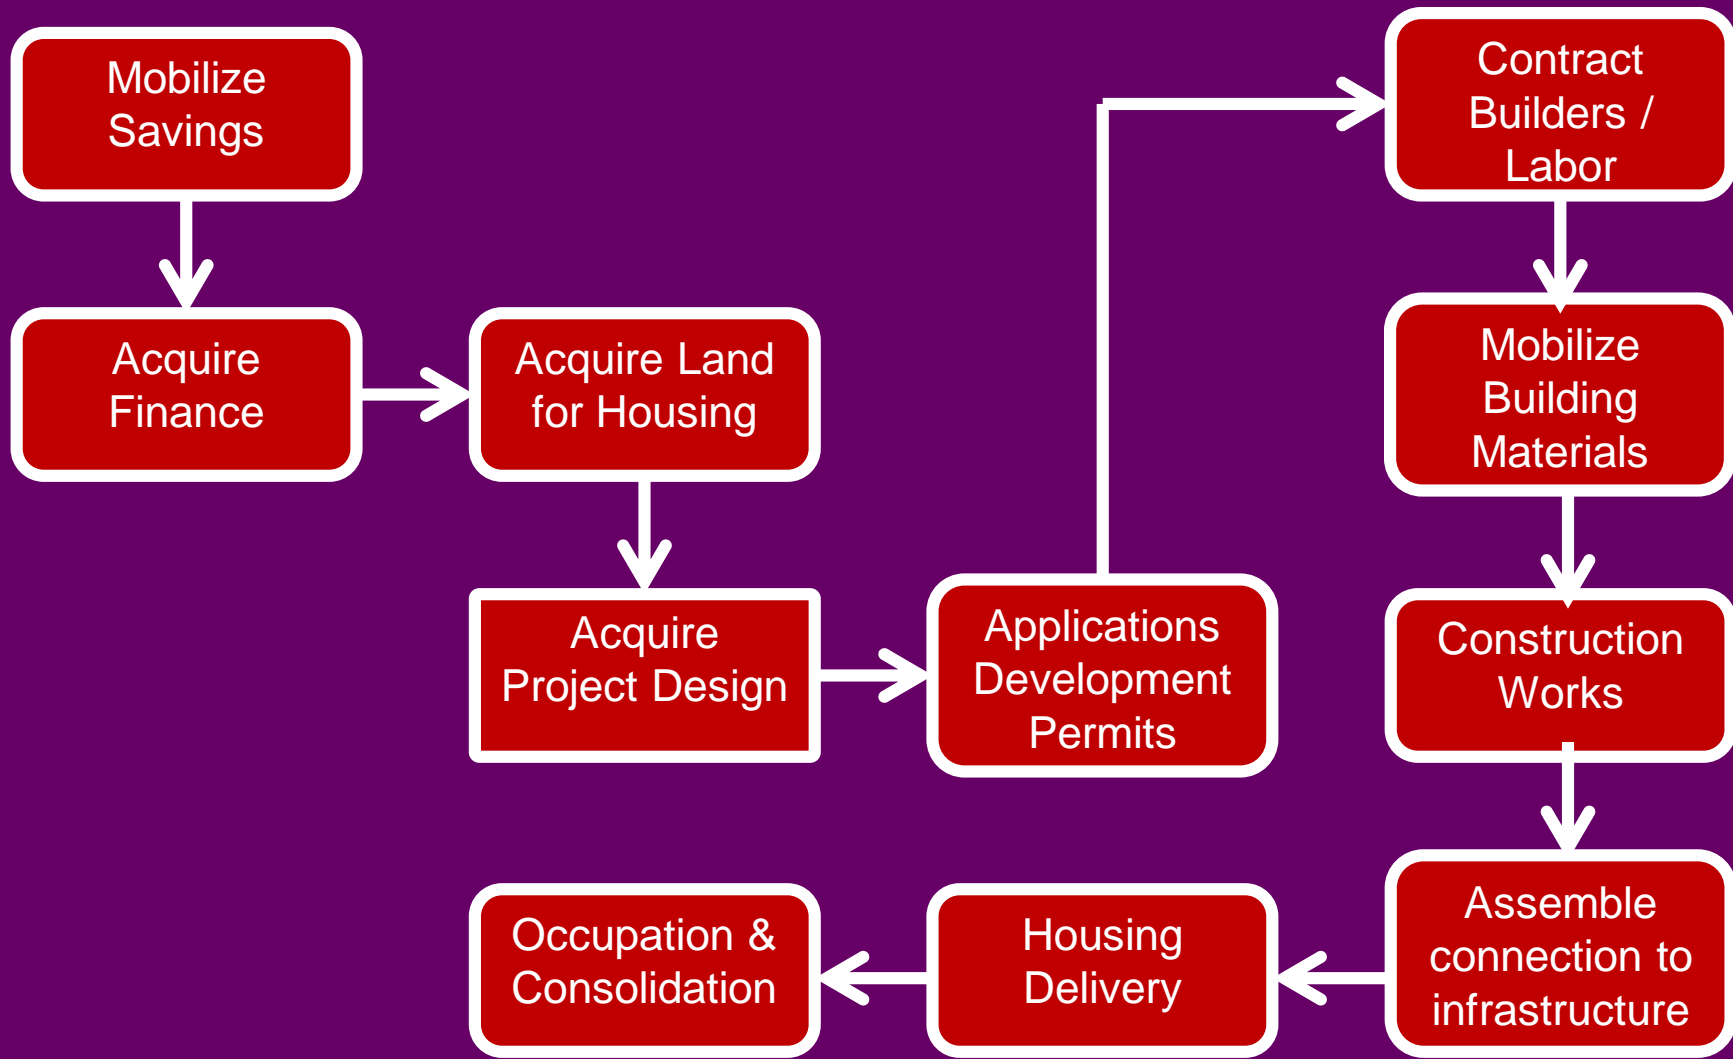 Mobilize
Savings
Acquire
Finance
Acquire Land
for Housing
Acquire
Project Design
Applications
Development
Permits
Contract
Builders /
Labor
Mobilize
Building
Materials
Construction
Works
Assemble
connection to
infrastructure
Housing
Delivery
Occupation &
Consolidation